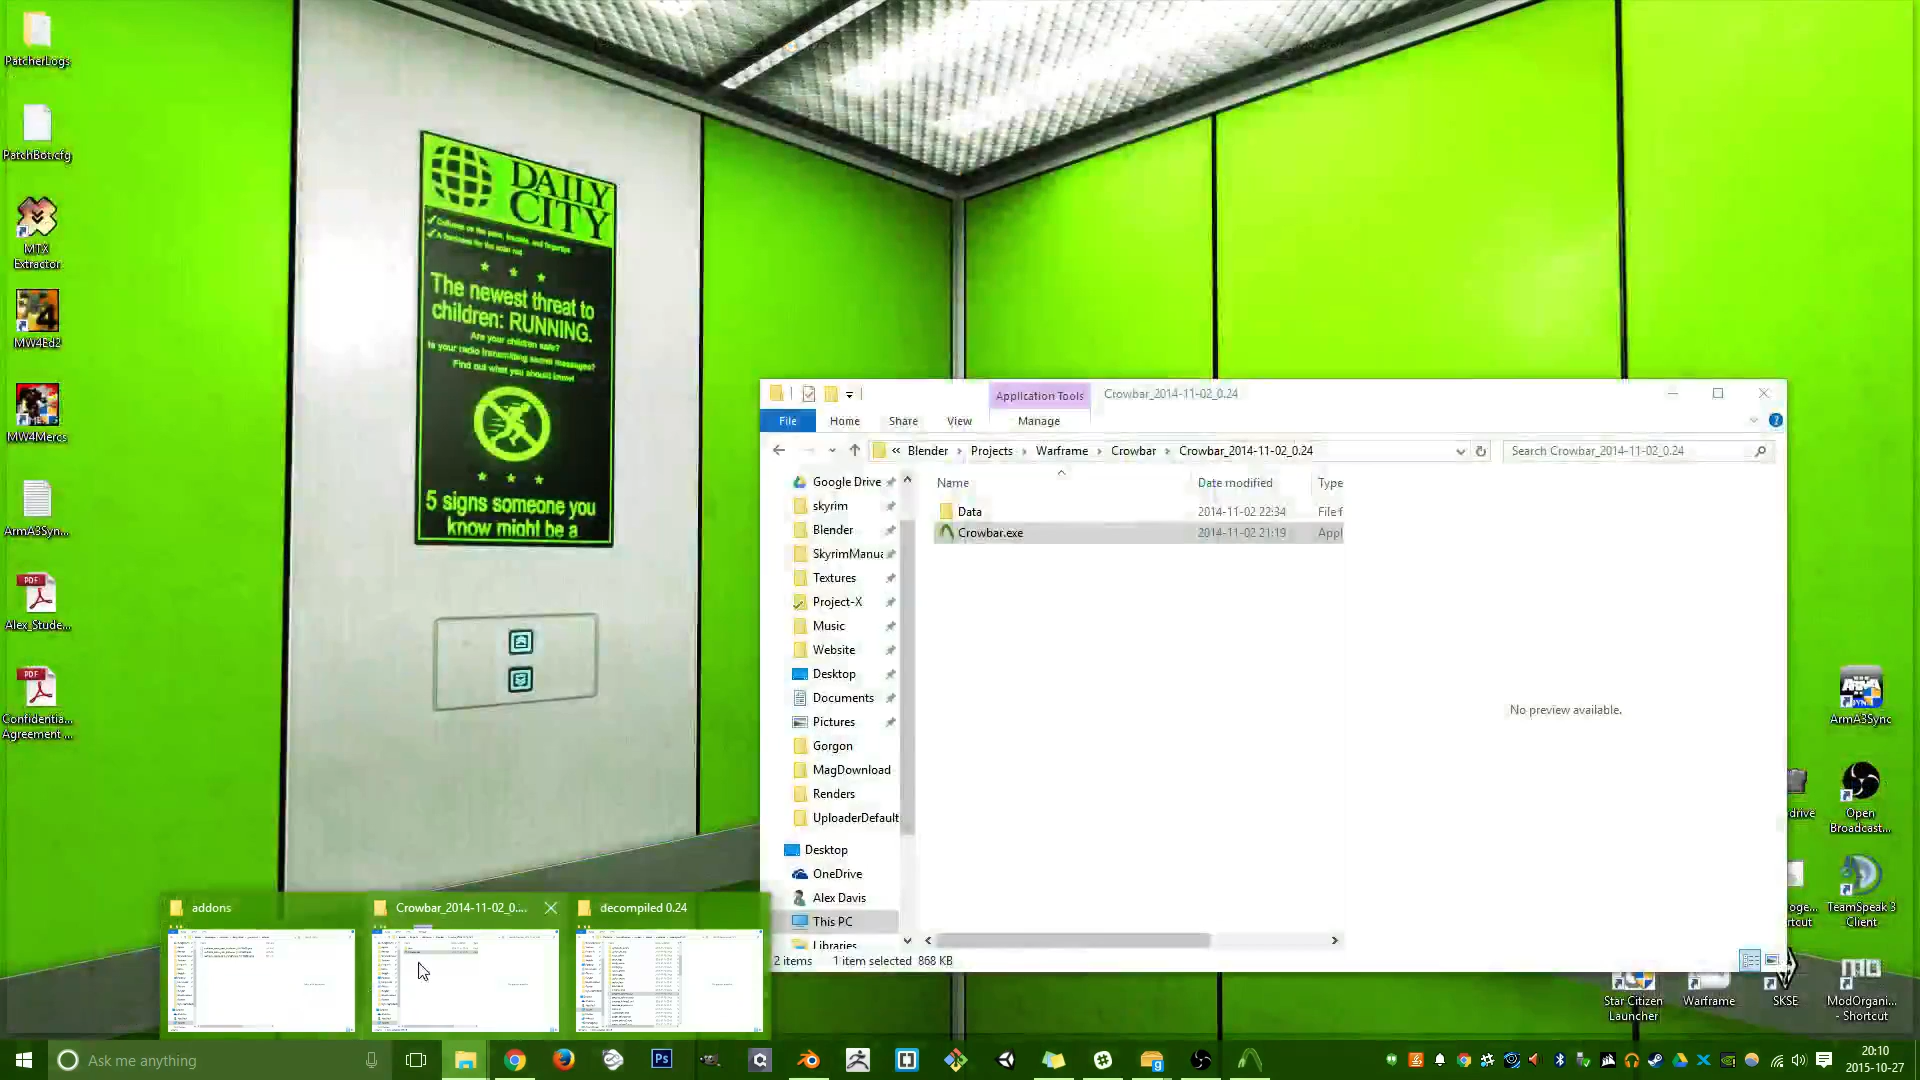 PatcherLogs
PatchBot.cfg
MTX
Extractor
MW4Ed2
MW4Mercs
ArmA3Syn...
Alex_Stude...
Confidentia...
Agreement ...
DAILY
CITY
The newest threat to
children: RUNNING.
Are your children safe?
Is your radio transmitting secret messages?
Find out what you should know!
5 signs someone you
know might be a
Application Tools
Crowbar_2014-11-02_0.24
File
Home
Share
View
Manage
« Blender > Projects > Warframe > Crowbar > Crowbar_2014-11-02_0.24
Search Crowbar_2014-11-02_0.24
Google Drive
skyrim
Blender
SkyrimManua
Textures
Project-X
Music
Website
Desktop
Documents
Pictures
Gorgon
MagDownload
Renders
UploaderDefault
Desktop
OneDrive
Alex Davis
This PC
Libraries
Name Date modified Type
Data 2014-11-02 22:34 File f
Crowbar.exe 2014-11-02 21:19 Appl
No preview available.
2 items 1 item selected 868 KB
ArmA3Sync
drive
Open
Broadcast...
TeamSpeak 3
Client
Star Citizen
Launcher
Warframe
SKSE
ModOrgani...
- Shortcut
addons
Crowbar_2014-11-02_0....
decompiled 0.24
Ask me anything
20:10
2015-10-27